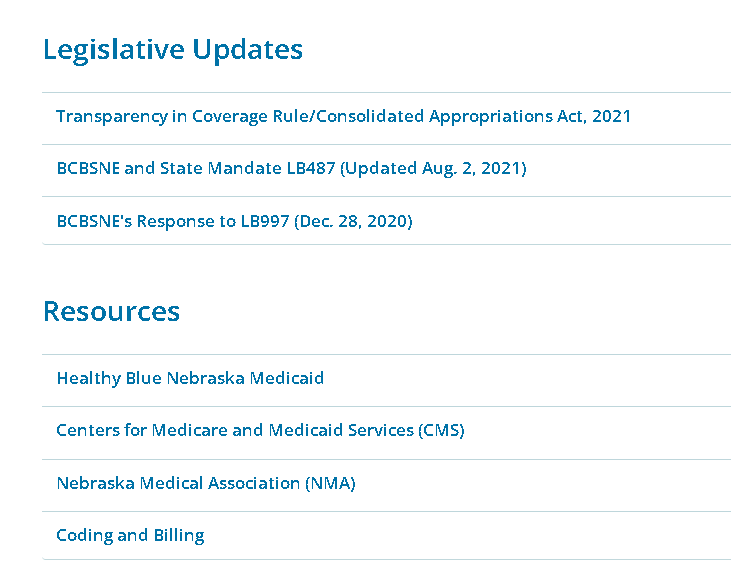 Legislative Updates
Transparency in Coverage Rule/Consolidated Appropriations Act, 2021
BCBSNE and State Mandate LB487 (Updated Aug. 2, 2021)
BCBSNE's Response to LB997 (Dec. 28, 2020)
Resources
Healthy Blue Nebraska Medicaid
Centers for Medicare and Medicaid Services (CMS)
Nebraska Medical Association (NMA)
Coding and Billing